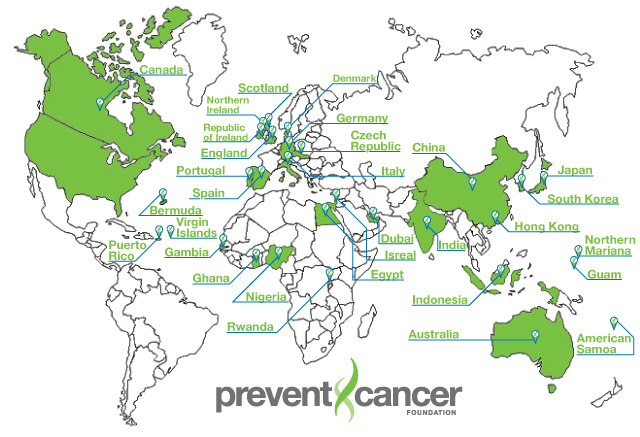 Canada
Scotland
Denmark
Northern
Ireland
Germany
Republic
of Ireland
Czech
Republic
England
China
Portugal
Italy
Japan
Spain
South Korea
Bermuda
Virgin
Islands
Hong Kong
Puerto
Rico
Gambia
Dubai
India
Northern
Mariana
Isreal
Ghana
Egypt
Guam
Nigeria
Indonesia
Rwanda
Australia
American
Samoa
prevent cancer
FOUNDATION